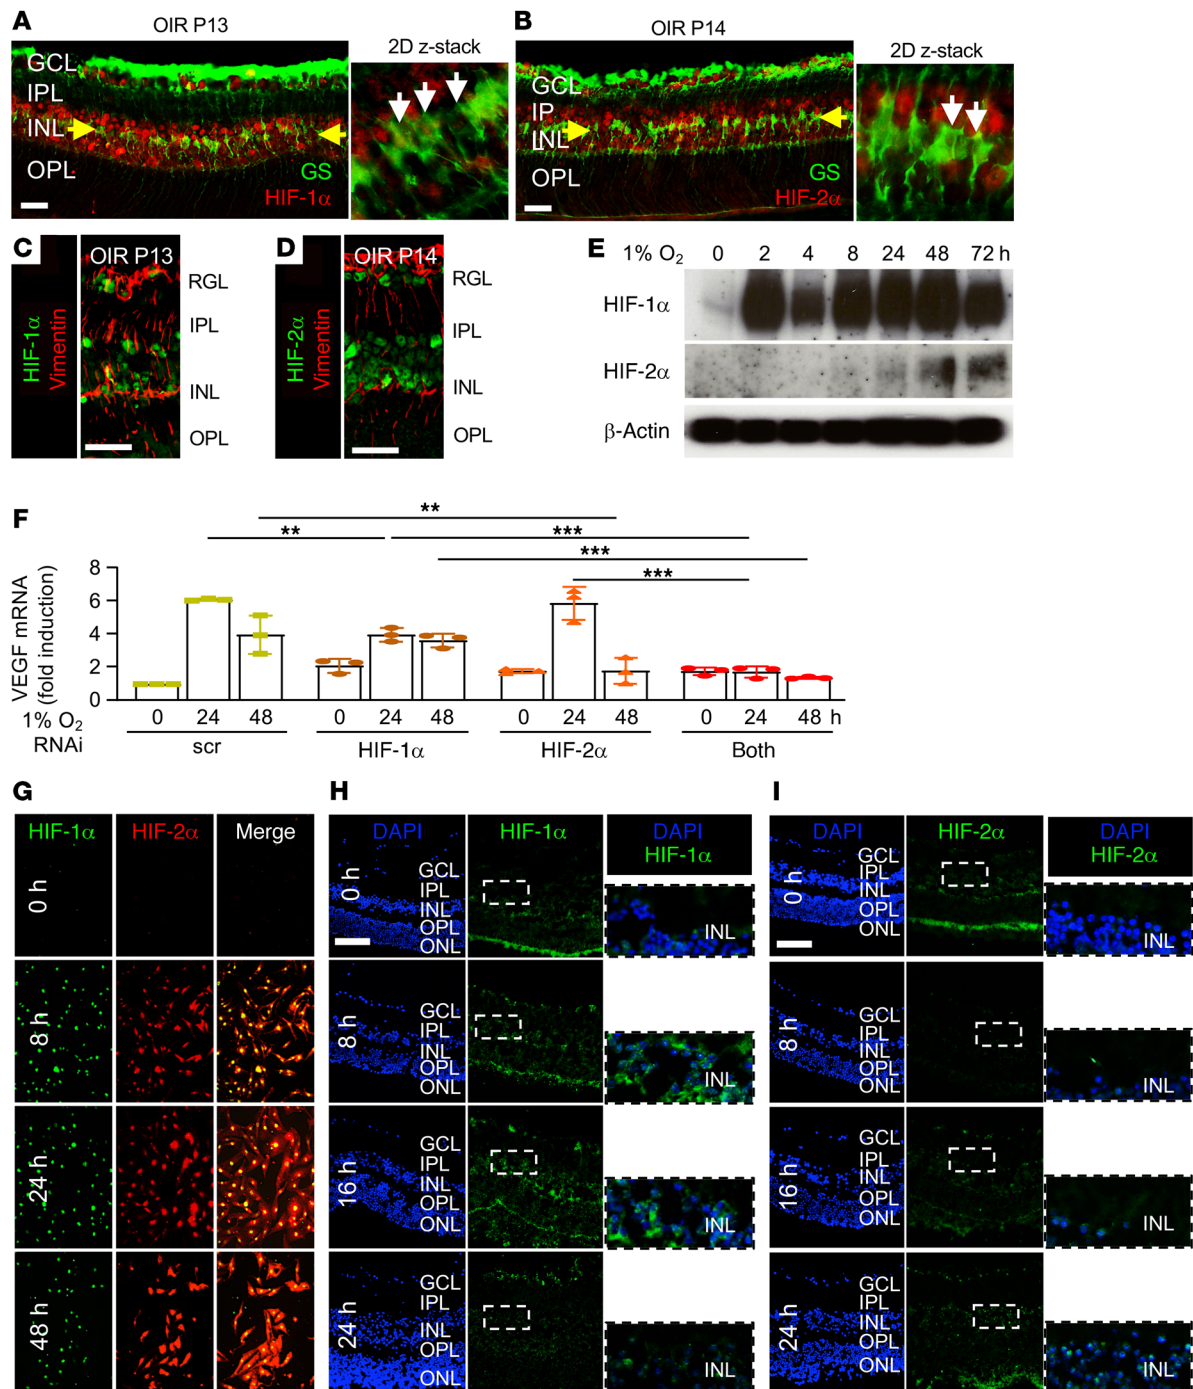 A
OIR P13
2D z-stack
GCL
IPL
INL
OPL
GS
HIF-1α
B
OIR P14
2D z-stack
GCL
IP
L
INL
OPL
GS
HIF-2α
C
HIF-1α
Vimentin
OIR P13
RGL
IPL
INL
OPL
D
HIF-2α
Vimentin
OIR P14
RGL
IPL
INL
OPL
E
1% O2 0 2 4 8 24 48 72 h
HIF-1α
HIF-2α
β-Actin
F
**
** ***
***
***
VEGF mRNA
(fold induction)
8
6
4
2
0
1% O2 0 24 48 0 24 48 0 24 48 0 24 48 h
RNAi scr HIF-1α HIF-2α Both
G
HIF-1α HIF-2α Merge
0 h
8 h
24 h
48 h
H
DAPI HIF-1α DAPI
HIF-1α
0 h
GCL
IPL
INL
OPL
ONL
INL
8 h
GCL
IPL
INL
OPL
ONL
INL
16 h
GCL
IPL
INL
OPL
ONL
INL
24 h
GCL
IPL
INL
OPL
ONL
INL
I
DAPI HIF-2α DAPI
HIF-2α
0 h
GCL
IPL
INL
OPL
ONL
INL
8 h
GCL
IPL
INL
OPL
ONL
INL
16 h
GCL
IPL
INL
OPL
ONL
INL
24 h
GCL
IPL
INL
OPL
ONL
INL